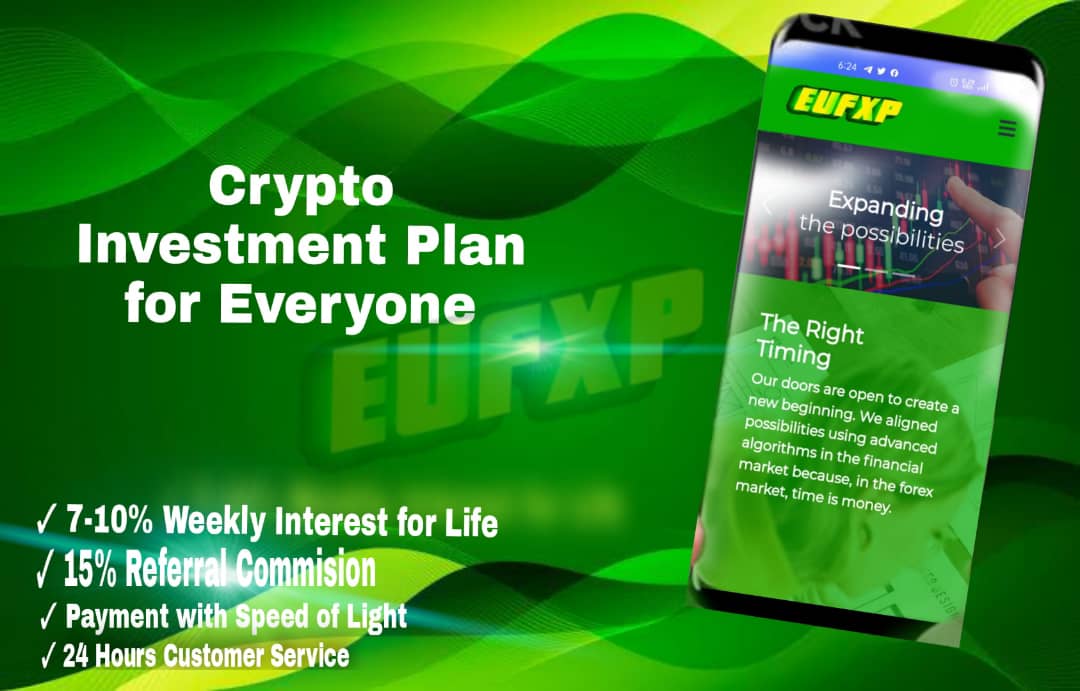 Crypto
Investment Plan
for Everyone
EUFXP
✓ 7-10% Weekly Interest for Life
✓ 15% Referral Commision
✓ Payment with Speed of Light
✓ 24 Hours Customer Service
6:24
EUFXP
Expanding
the possibilities
The Right
Timing
Our doors are open to create a
new beginning. We aligned
possibilities using advanced
algorithms in the financial
market because, in the forex
market, time is money.